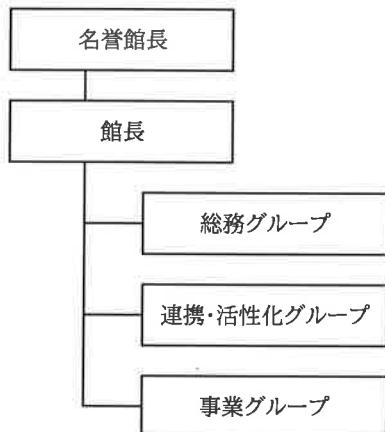 名誉館長
館長
総務グループ
連携・活性化グループ
事業グループ